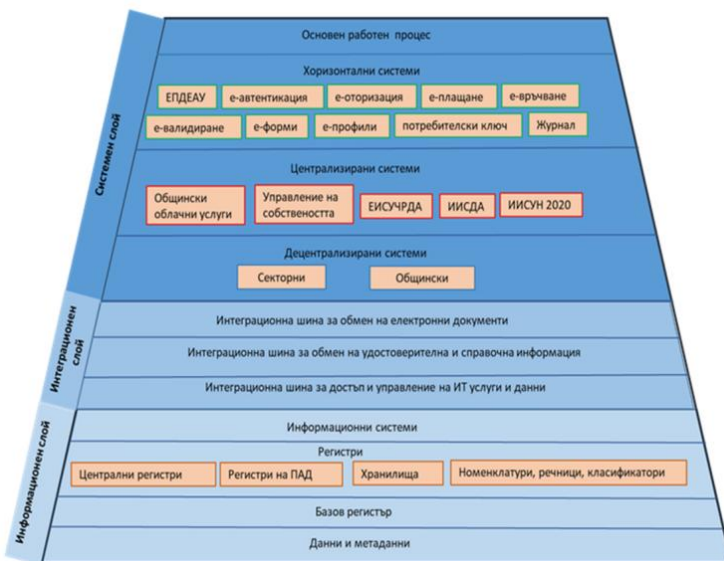 Основен работен процес
Хоризонтални системи
ЕПДЕАУ е-автентикация е-оторизация е-плащане е-връчване
е-валидиране е-форми е-профили потребителски ключ Журнал
Системен слой
Централизирани системи
Общински
облачни услуги
Управление на
собствеността
ЕИСУЧРДА ИИСДА ИИСУН 2020
Децентрализирани системи
Секторни Общински
Интеграционен
слой
Интеграционна шина за обмен на електронни документи
Интеграционна шина за обмен на удостоверителна и справочна информация
Интеграционна шина за достъп и управление на ИТ услуги и данни
Информационен слой
Информационни системи
Регистри
Централни регистри Регистри на ПАД Хранилища Номенклатури, речници, класификатори
Базов регистър
Данни и метаданни